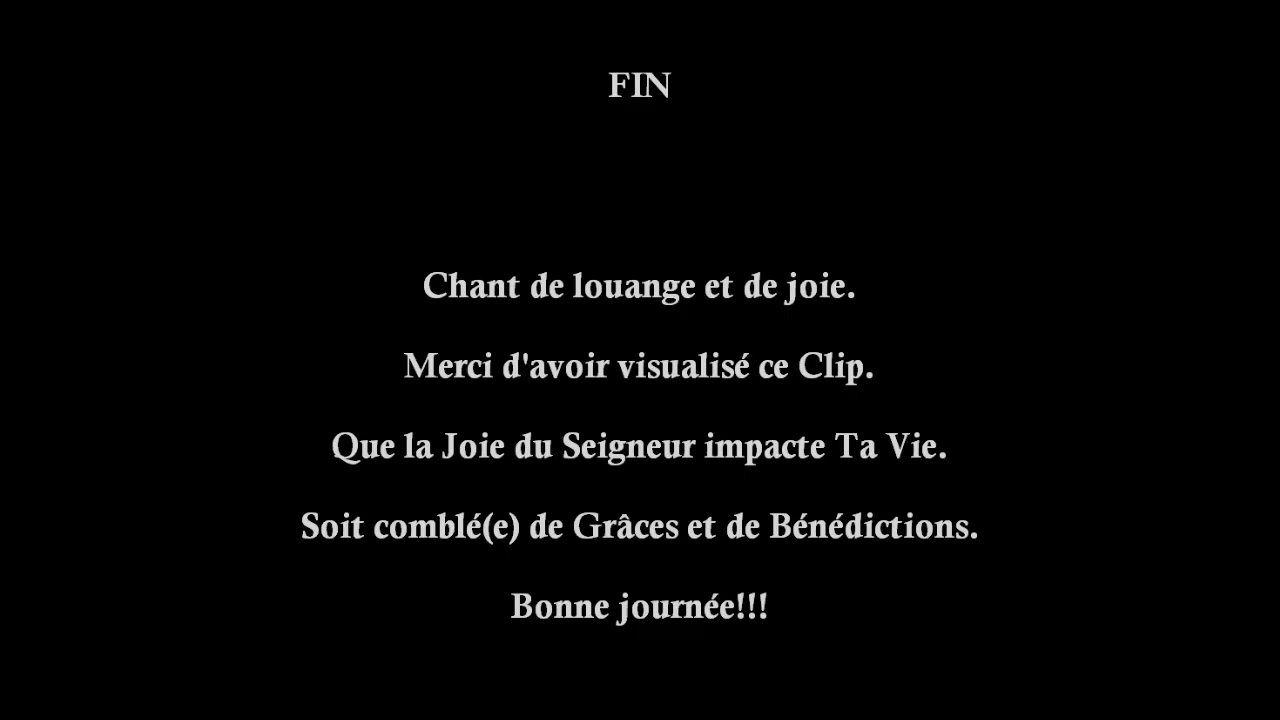 FIN
Chant de louange et de joie.
Merci d'avoir visualisé ce Clip.
Que la Joie du Seigneur impacte Ta Vie.
Soit comblé(e) de Grâces et de Bénédictions.
Bonne journée!!!